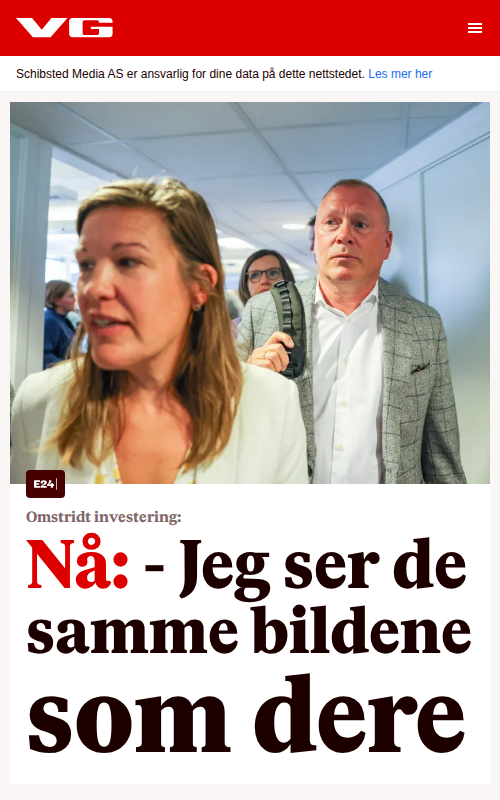 VG
Schibsted Media AS er ansvarlig for dine data på dette nettstedet. Les mer her
E24|
Omstridt investering:
Nå: - Jeg ser de
samme bildene
som dere